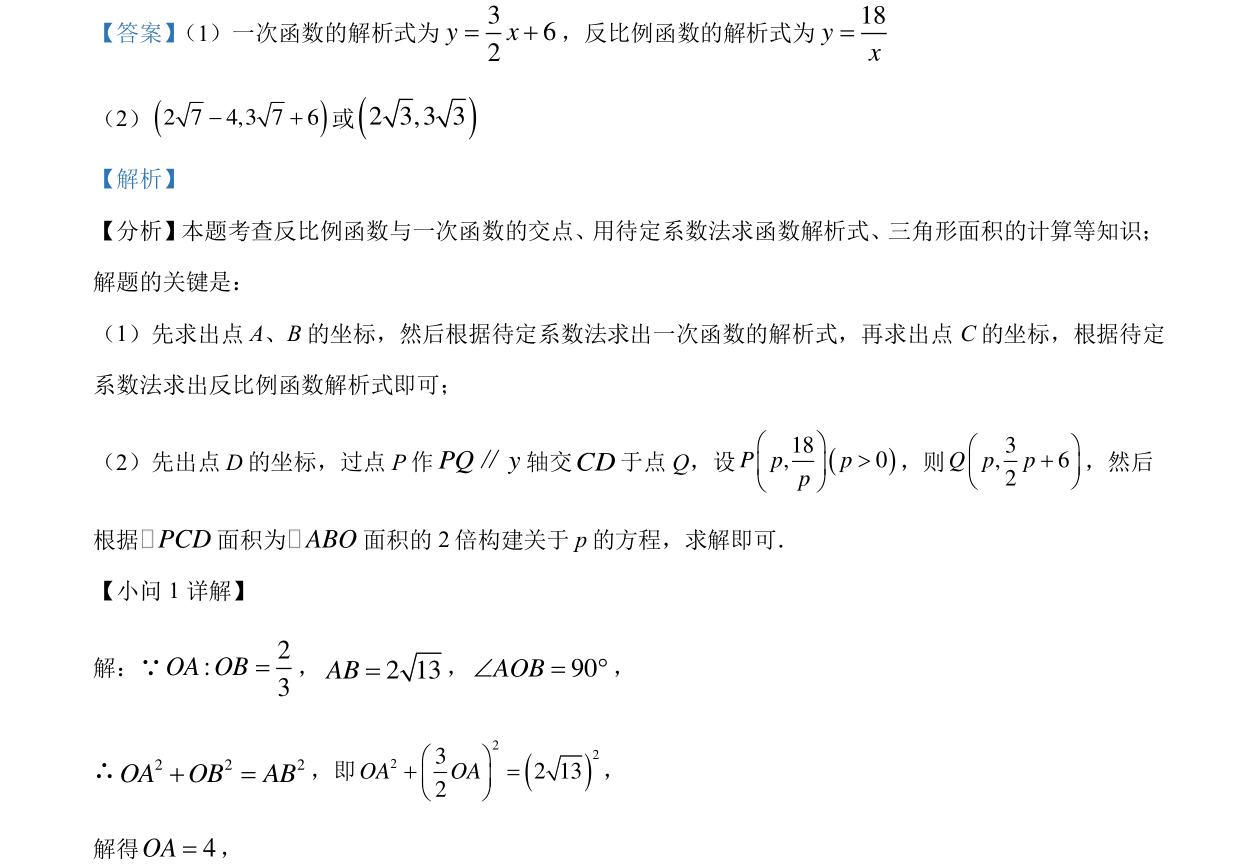 【答案】（1）一次函数的解析式为 y = 3/2 x + 6，反比例函数的解析式为 y = 18/x
（2）(2√7 − 4, 3√7 + 6)或(2√3, 3√3)
【解析】
【分析】本题考查反比例函数与一次函数的交点、用待定系数法求函数解析式、三角形面积的计算等知识；
解题的关键是：
（1）先求出点 A、B 的坐标，然后根据待定系数法求出一次函数的解析式，再求出点 C 的坐标，根据待定
系数法求出反比例函数解析式即可；
（2）先出点 D 的坐标，过点 P 作 PQ∥y 轴交 CD 于点 Q，设 P(p, 18/p)(p > 0)，则 Q(p, 3/2 p + 6)，然后
根据□PCD 面积为□ABO 面积的 2 倍构建关于 p 的方程，求解即可．
【小问 1 详解】
解：∵ OA : OB = 2/3，AB = 2√13，∠AOB = 90°，
∴ OA² + OB² = AB²，即 OA² + (3/2 OA)² = (2√13)²，
解得 OA = 4，